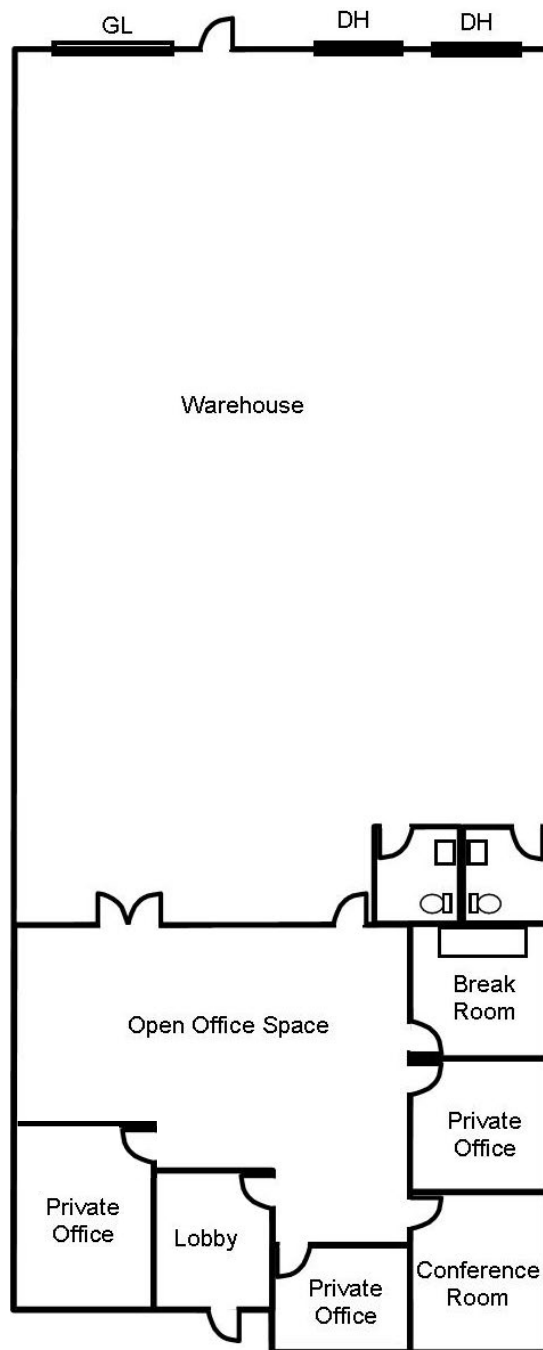 GL
DH
DH
Warehouse
Break
Room
Open Office Space
Private
Office
Private
Office
Lobby
Conference
Room
Private
Office